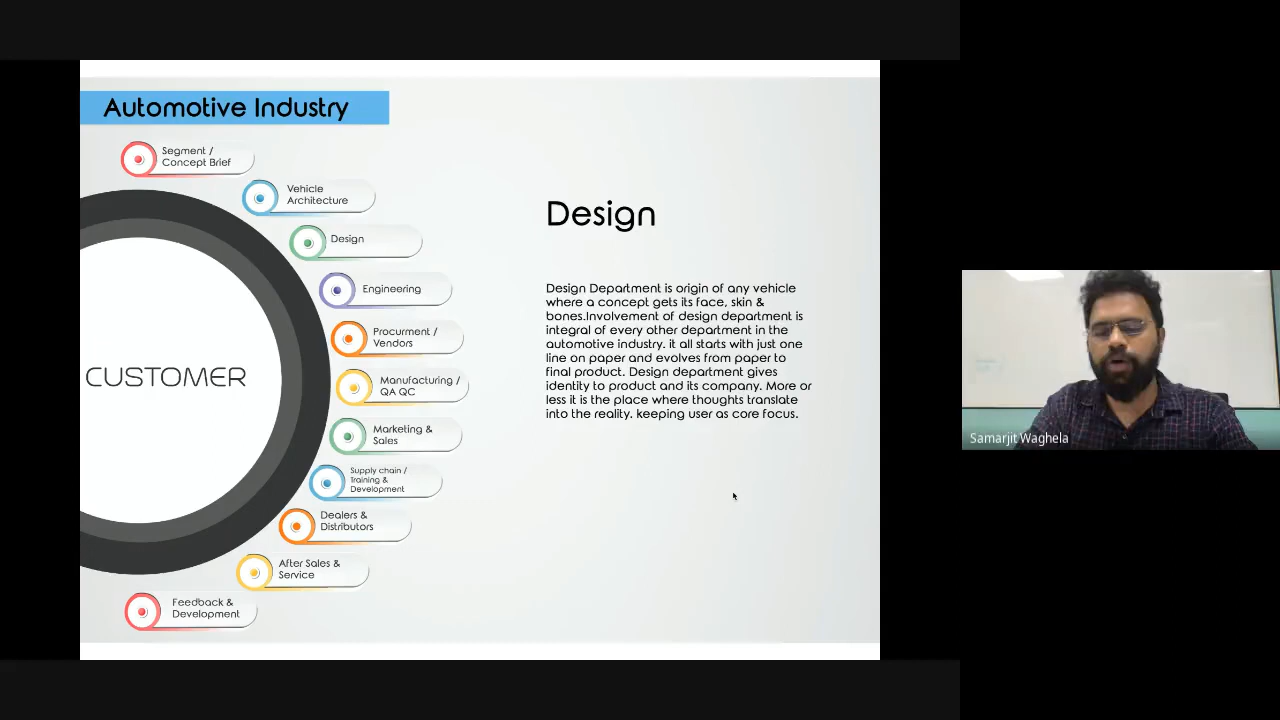 Automotive Industry
Segment /
Concept Brief
Vehicle
Architecture
Design
Engineering
Procurment /
Vendors
Manufacturing /
QA QC
Marketing &
Sales
Supply chain /
Training &
Development
Dealers &
Distributors
After Sales &
Service
Feedback &
Development
CUSTOMER
Design
Design Department is origin of any vehicle
where a concept gets its face, skin &
bones.Involvement of design department is
integral of every other department in the
automotive industry. it all starts with just one
line on paper and evolves from paper to
final product. Design department gives
identity to product and its company. More or
less it is the place where thoughts translate
into the reality. keeping user as core focus.
Samarjit Waghela